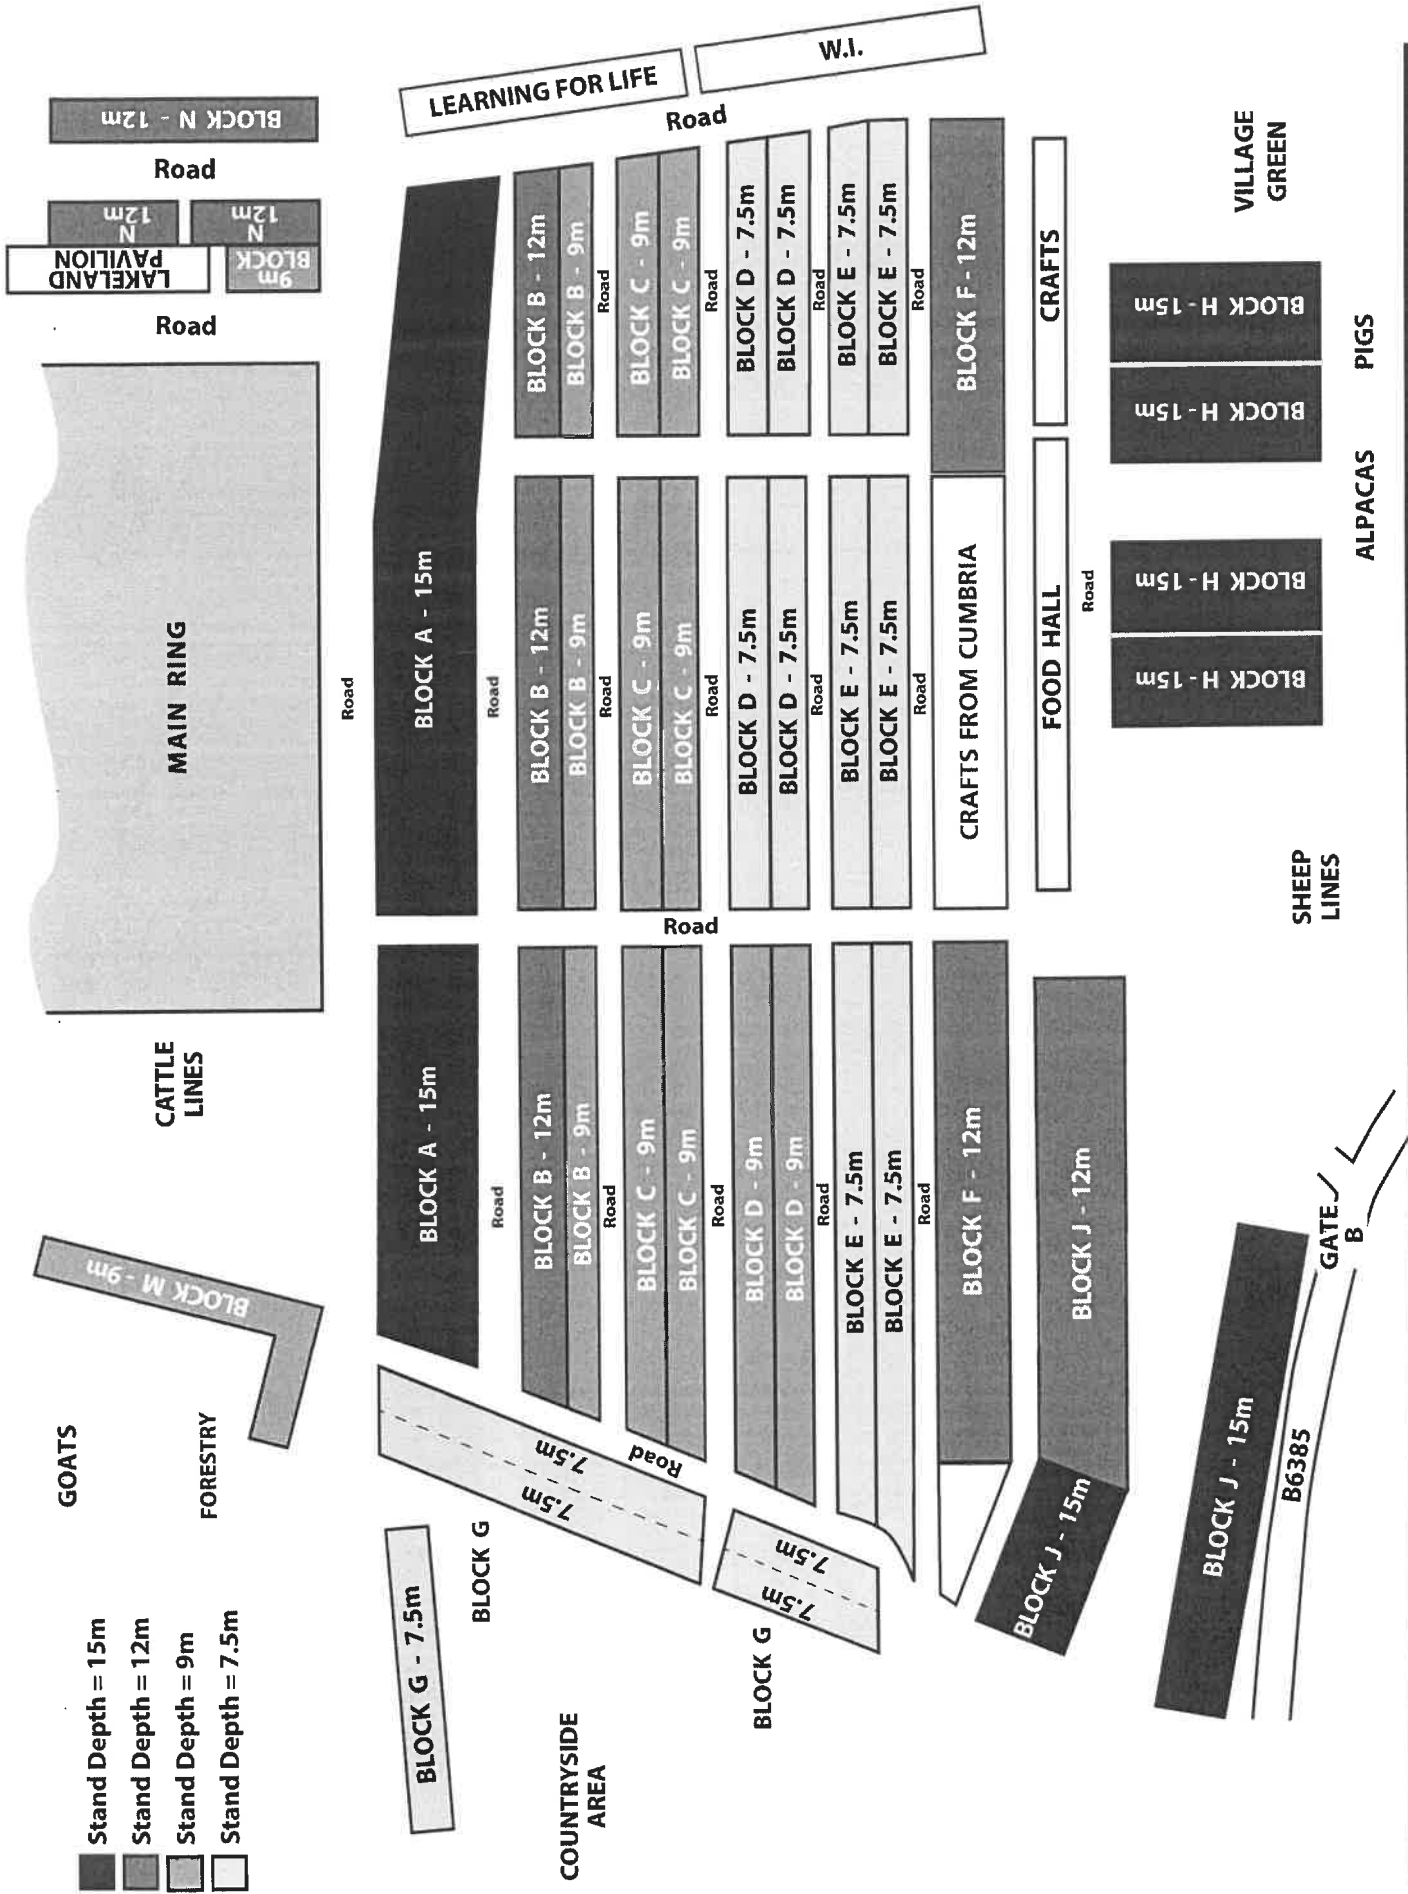 Stand Depth = 15m
Stand Depth = 12m
Stand Depth = 9m
Stand Depth = 7.5m
GOATS
FORESTRY
BLOCK M - 9m
CATTLE
LINES
MAIN RING
Road
LAKELAND
PAVILION
BLOCK
9m
N
12m
N
12m
Road
BLOCK N - 12m
Road
BLOCK G - 7.5m
BLOCK G
7.5m
7.5m
Road
BLOCK A - 15m
BLOCK A - 15m
LEARNING FOR LIFE
Road
Road
BLOCK B - 12m
BLOCK B - 12m
BLOCK B - 12m
BLOCK B - 9m
BLOCK B - 9m
BLOCK B - 9m
Road
Road
Road
COUNTRYSIDE
AREA
Road
BLOCK C - 9m
BLOCK C - 9m
BLOCK C - 9m
BLOCK C - 9m
BLOCK C - 9m
BLOCK C - 9m
Road
Road
Road
Road
Road
W.I.
BLOCK G
7.5m
7.5m
BLOCK D - 9m
BLOCK D - 7.5m
BLOCK D - 7.5m
BLOCK D - 9m
BLOCK D - 7.5m
BLOCK D - 7.5m
Road
Road
Road
BLOCK E - 7.5m
BLOCK E - 7.5m
BLOCK E - 7.5m
BLOCK E - 7.5m
BLOCK E - 7.5m
BLOCK E - 7.5m
Road
Road
Road
BLOCK F - 12m
CRAFTS FROM CUMBRIA
BLOCK F - 12m
BLOCK J - 15m
BLOCK J - 12m
FOOD HALL
CRAFTS
Road
BLOCK H - 15m
BLOCK H - 15m
BLOCK H - 15m
BLOCK H - 15m
VILLAGE
GREEN
BLOCK J - 15m
B6385
GATE
B
SHEEP
LINES
ALPACAS
PIGS